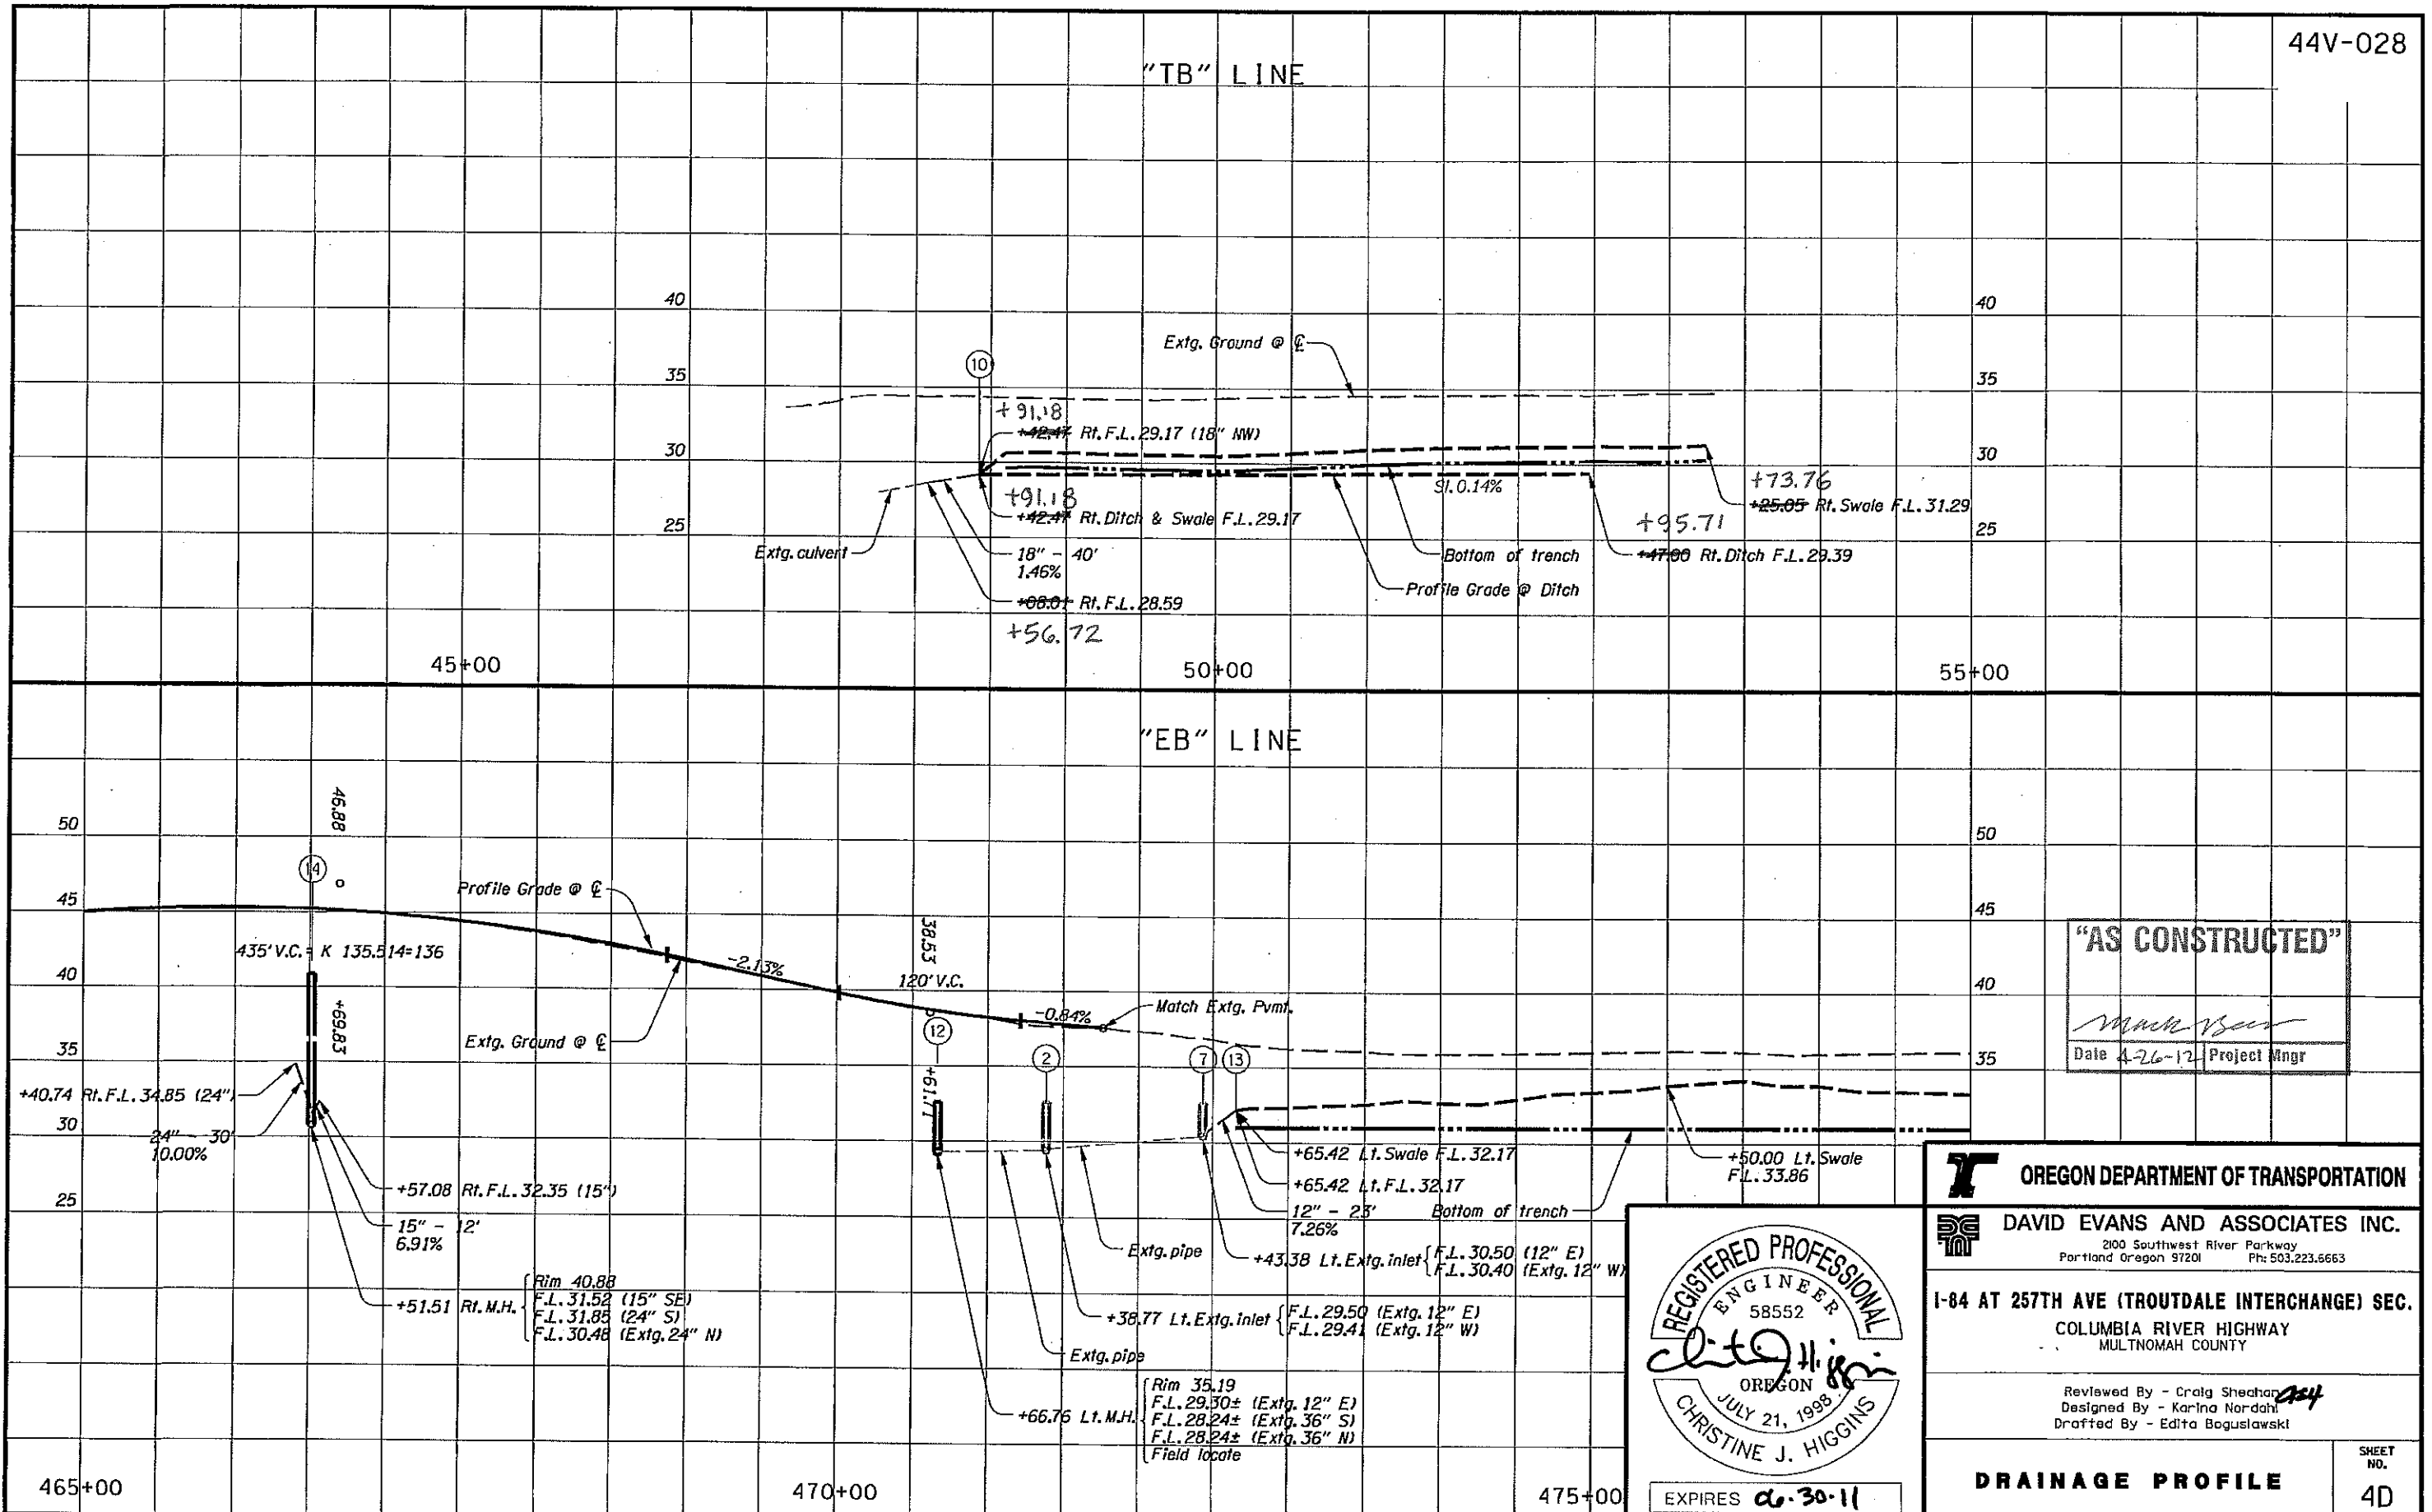 44V-028
"TB" LINE
40
40
Extg. Ground @ ℄
10
35
35
+91.18
+42.47 Rt. F.L. 29.17 (18" NW)
30
30
+91.18
+42.47 Rt. Ditch & Swale F.L. 29.17
Sl. 0.14%
+73.76
+25.05 Rt. Swale F.L. 31.29
+95.71
25
25
Extg. culvert
18" - 40'
1.46%
Bottom of trench
+47.00 Rt. Ditch F.L. 29.39
Profile Grade @ Ditch
+08.01 Rt. F.L. 28.59
+56.72
45+00
50+00
55+00
"EB" LINE
46.88
50
50
14
Profile Grade @ ℄
45
45
435' V.C. = K 135.514=136
-2.13%
38.53
120' V.C.
"AS CONSTRUCTED"
40
40
+69.83
Match Extg. Pvmt.
-0.84%
Extg. Ground @ ℄
12
2
7
13
35
35
Date 4-26-12 Project Mngr
+40.74 Rt. F.L. 34.85 (24")
+61.71
30
24" - 30'
10.00%
+65.42 Lt. Swale F.L. 32.17
+50.00 Lt. Swale
F.L. 33.86
+57.08 Rt. F.L. 32.35 (15")
+65.42 Lt. F.L. 32.17
25
15" - 12'
6.91%
12" - 23'
7.26%
Bottom of trench
Extg. pipe
+43.38 Lt. Extg. inlet
F.L. 30.50 (12" E)
F.L. 30.40 (Extg. 12" W)
+51.51 Rt. M.H.
Rim 40.88
F.L. 31.52 (15" SE)
F.L. 31.85 (24" S)
F.L. 30.48 (Extg. 24" N)
+38.77 Lt. Extg. inlet
F.L. 29.50 (Extg. 12" E)
F.L. 29.41 (Extg. 12" W)
Extg. pipe
+66.76 Lt. M.H.
Rim 35.19
F.L. 29.30± (Extg. 12" E)
F.L. 28.24± (Extg. 36" S)
F.L. 28.24± (Extg. 36" N)
Field locate
465+00
470+00
475+00
REGISTERED PROFESSIONAL
ENGINEER
58552
OREGON
JULY 21, 1998
CHRISTINE J. HIGGINS
EXPIRES 06-30-11
OREGON DEPARTMENT OF TRANSPORTATION
DAVID EVANS AND ASSOCIATES INC.
2100 Southwest River Parkway
Portland Oregon 97201 Ph: 503.223.6663
I-84 AT 257TH AVE (TROUTDALE INTERCHANGE) SEC.
COLUMBIA RIVER HIGHWAY
MULTNOMAH COUNTY
Reviewed By - Craig Sheahan
Designed By - Karina Nordahl
Drafted By - Edita Boguslawski
DRAINAGE PROFILE
SHEET
NO.
4D